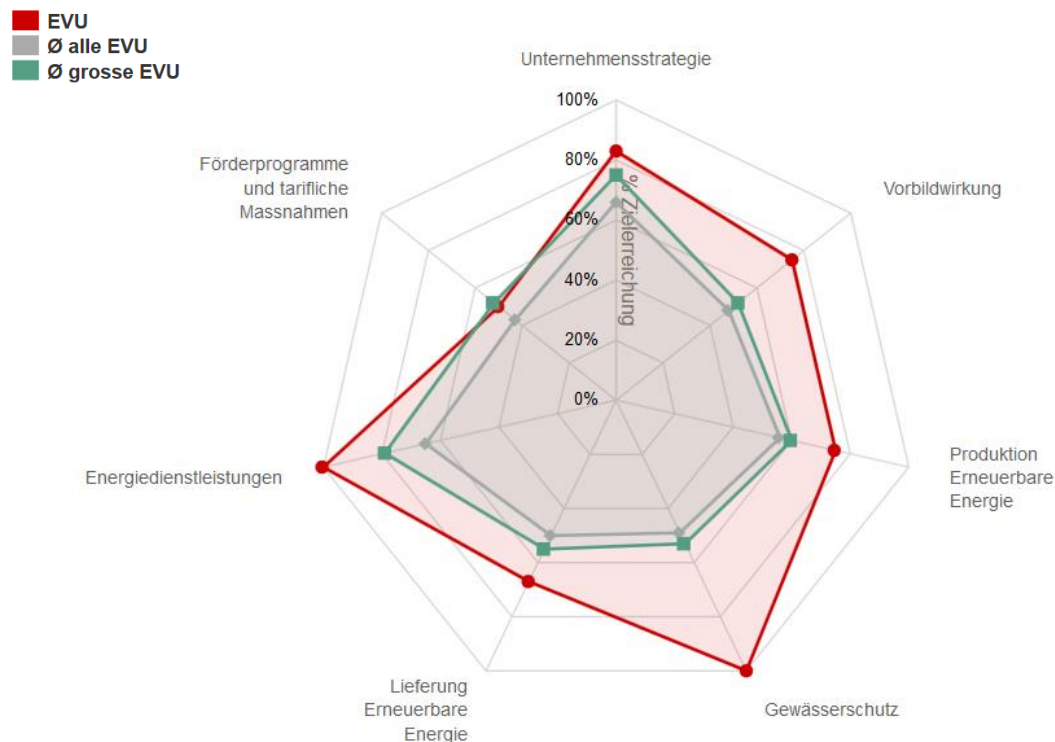 EVU
Ø alle EVU
Ø grosse EVU
Unternehmensstrategie
100%
80%
60%
40%
20%
0%
% Zielerreichung
Vorbildwirkung
Produktion
Erneuerbare
Energie
Gewässerschutz
Lieferung
Erneuerbare
Energie
Energiedienstleistungen
Förderprogramme
und tarifliche
Massnahmen